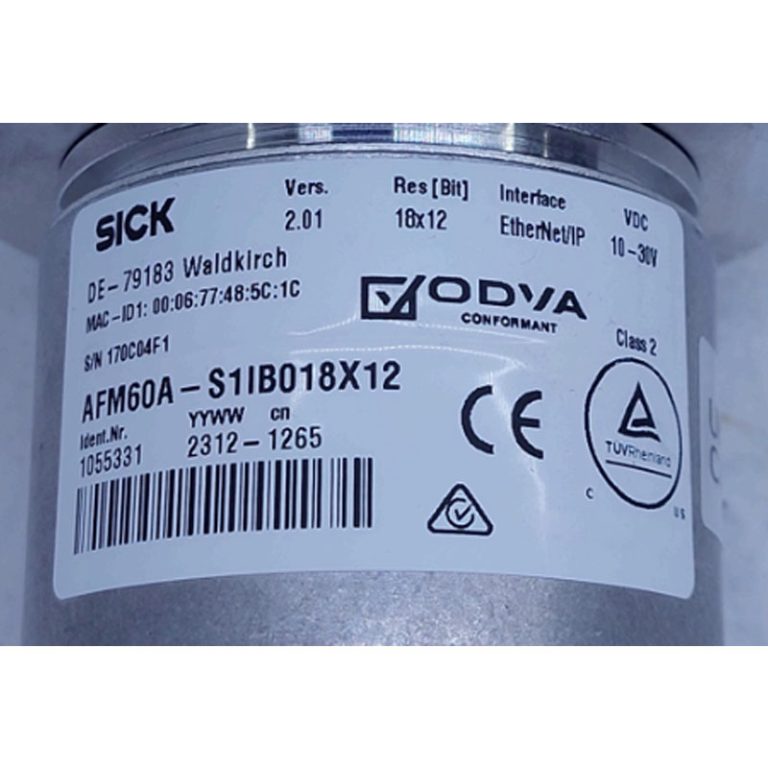 SICK
Vers. Res [Bit] Interface VDC
2.01 18x12 EtherNet/IP 10-30V
DE-79183 Waldkirch
MAC-ID1: 00:06:77:48:5C:1C
ODVA
CONFORMANT
S/N 170C04F1
Class 2
AFM60A-S1IB018X12
YYWW cn
Ident.Nr.
1055331 2312-1265
CE
TÜVRheinland
C US